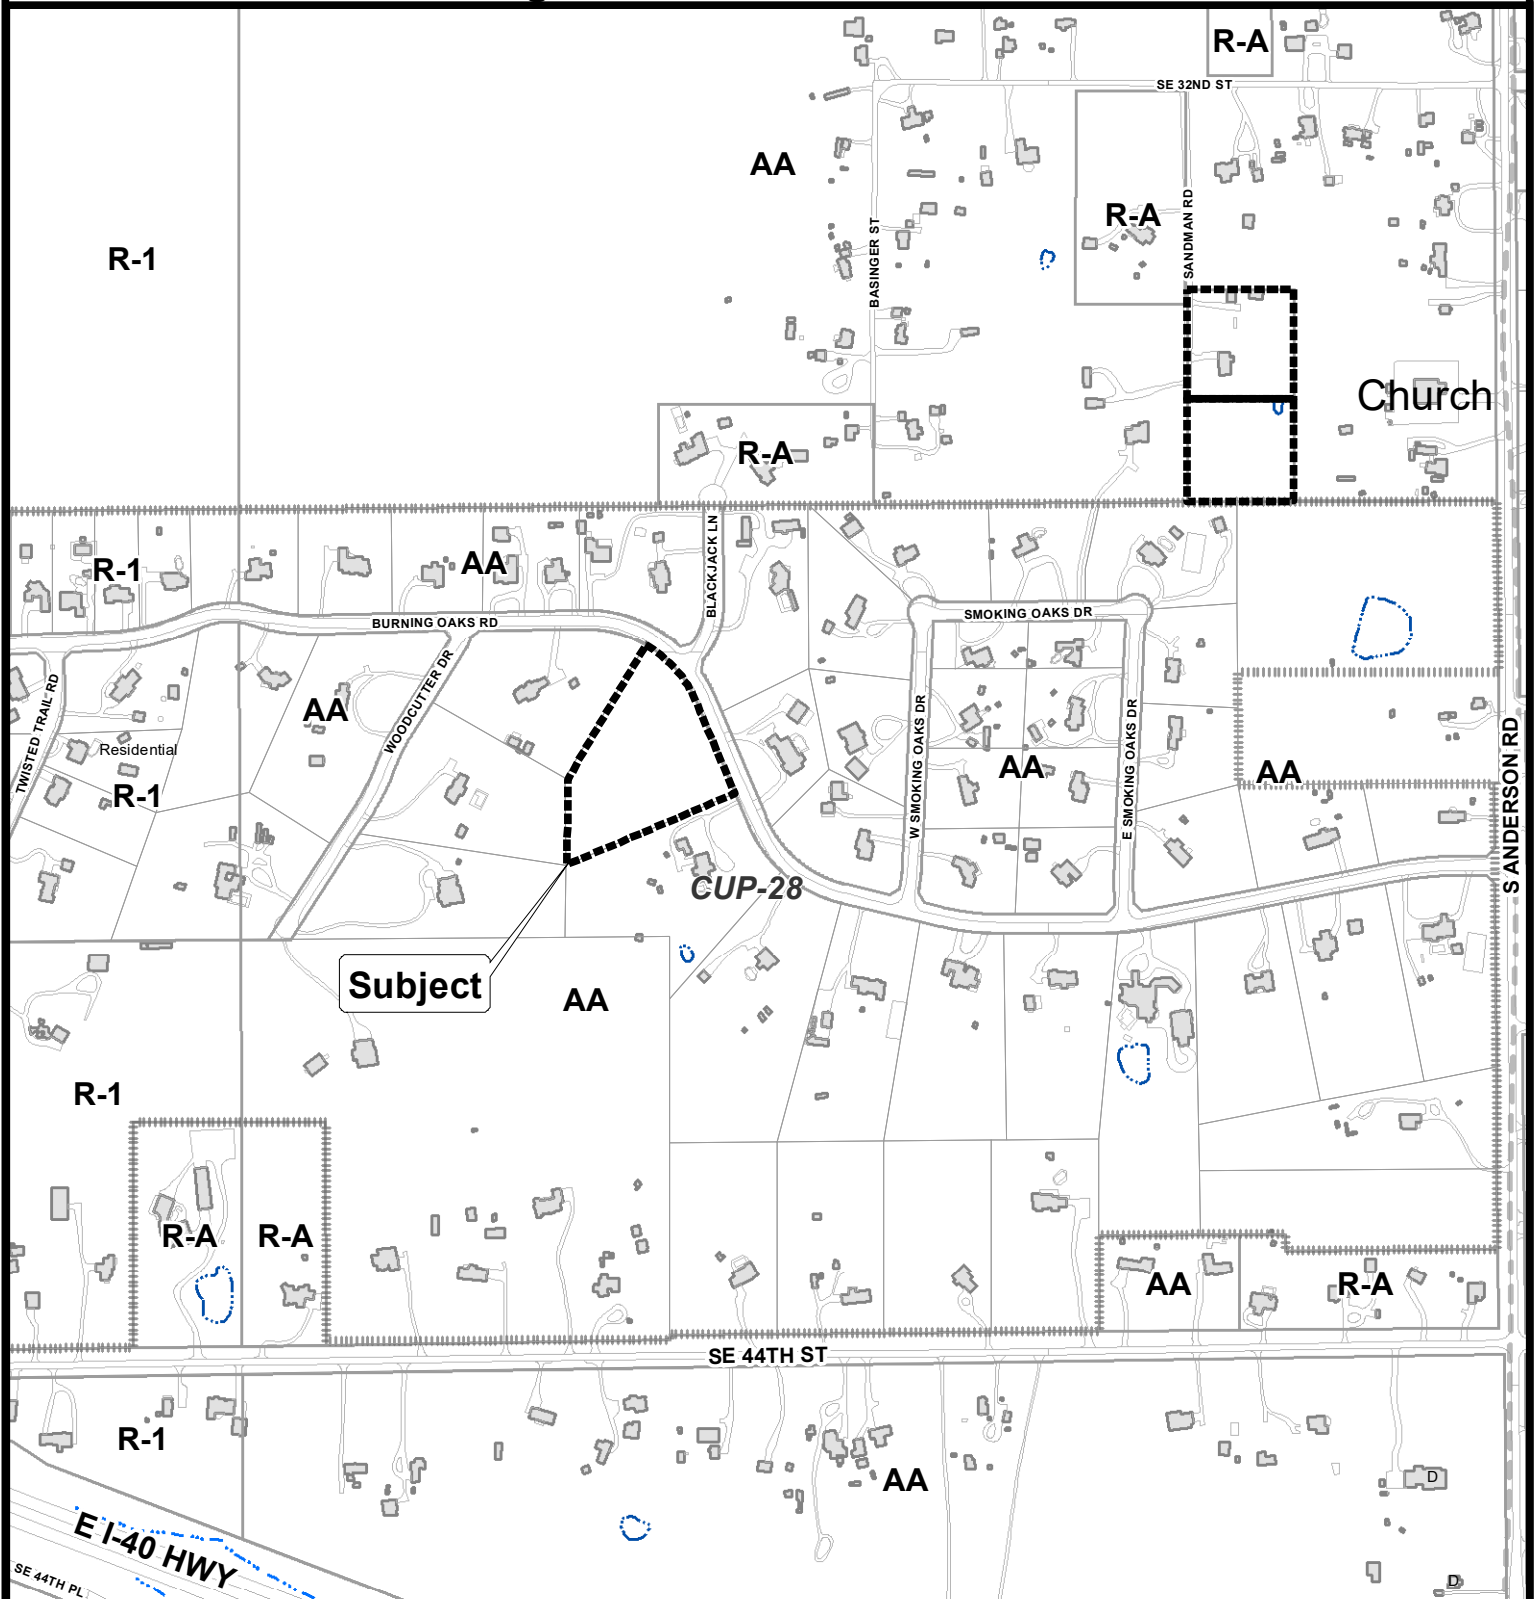 R-A
SE 32ND ST
AA
R-A
SANDMAN RD
BASINGER ST
R-1
Church
R-A
BLACKJACK LN
R-1
AA
SMOKING OAKS DR
BURNING OAKS RD
WOODCUTTER DR
TWISTED TRAIL RD
AA
Residential
R-1
W SMOKING OAKS DR
AA
E SMOKING OAKS DR
AA
S ANDERSON RD
CUP-28
Subject
AA
R-1
R-A
R-A
AA
R-A
SE 44TH ST
R-1
AA
D
E I-40 HWY
SE 44TH PL
D